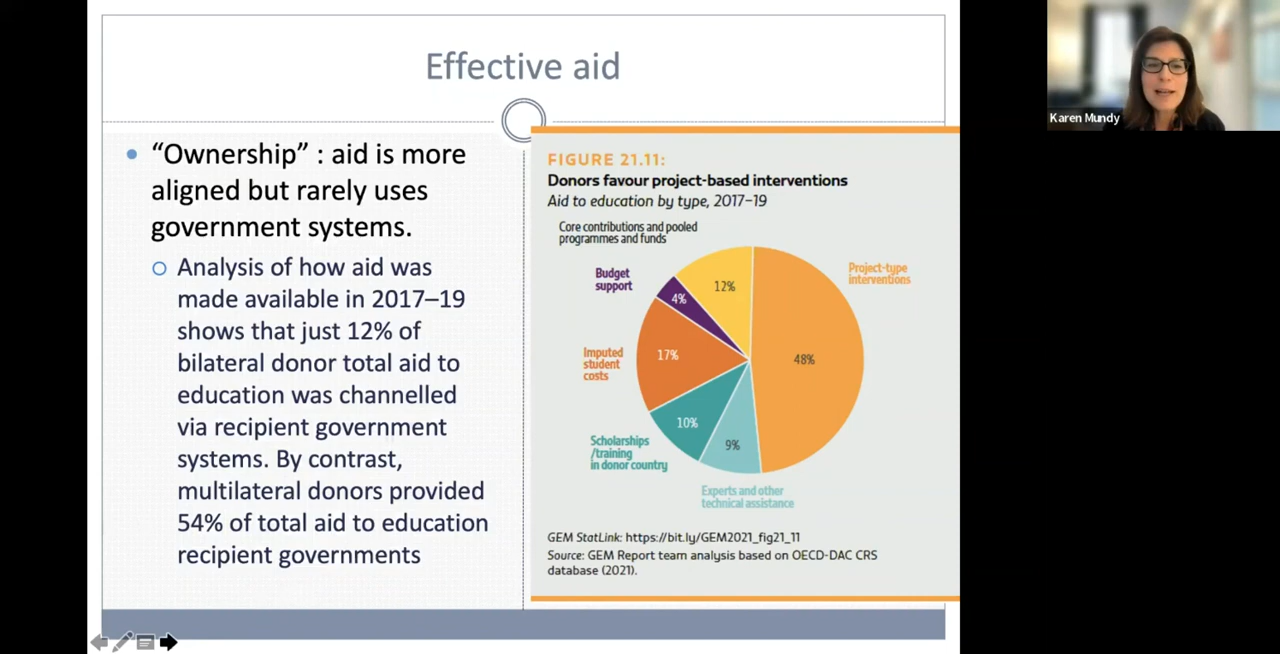 Effective aid
“Ownership” : aid is more
aligned but rarely uses
government systems.
Analysis of how aid was
made available in 2017–19
shows that just 12% of
bilateral donor total aid to
education was channelled
via recipient government
systems. By contrast,
multilateral donors provided
54% of total aid to education
recipient governments
FIGURE 21.11:
Donors favour project-based interventions
Aid to education by type, 2017–19
Core contributions and pooled
programmes and funds
Budget
support
Project-type
interventions
12%
4%
Imputed
student
costs
17%
48%
10%
9%
Scholarships
/training
in donor country
Experts and other
technical assistance
GEM StatLink: https://bit.ly/GEM2021_fig21_11
Source: GEM Report team analysis based on OECD-DAC CRS
database (2021).
Karen Mundy